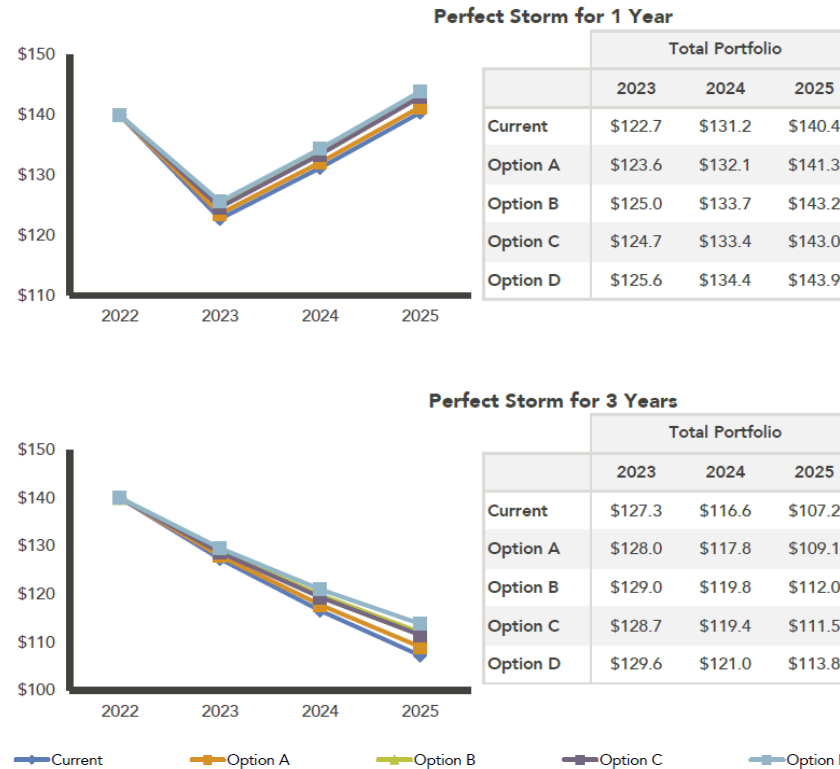 Perfect Storm for 1 Year
$150
$140
$130
$120
$110
2022 2023 2024 2025
Total Portfolio
2023 2024 2025
Current $122.7 $131.2 $140.4
Option A $123.6 $132.1 $141.3
Option B $125.0 $133.7 $143.2
Option C $124.7 $133.4 $143.0
Option D $125.6 $134.4 $143.9
Perfect Storm for 3 Years
$150
$140
$130
$120
$110
$100
2022 2023 2024 2025
Total Portfolio
2023 2024 2025
Current $127.3 $116.6 $107.2
Option A $128.0 $117.8 $109.1
Option B $129.0 $119.8 $112.0
Option C $128.7 $119.4 $111.5
Option D $129.6 $121.0 $113.8
Current Option A Option B Option C Option